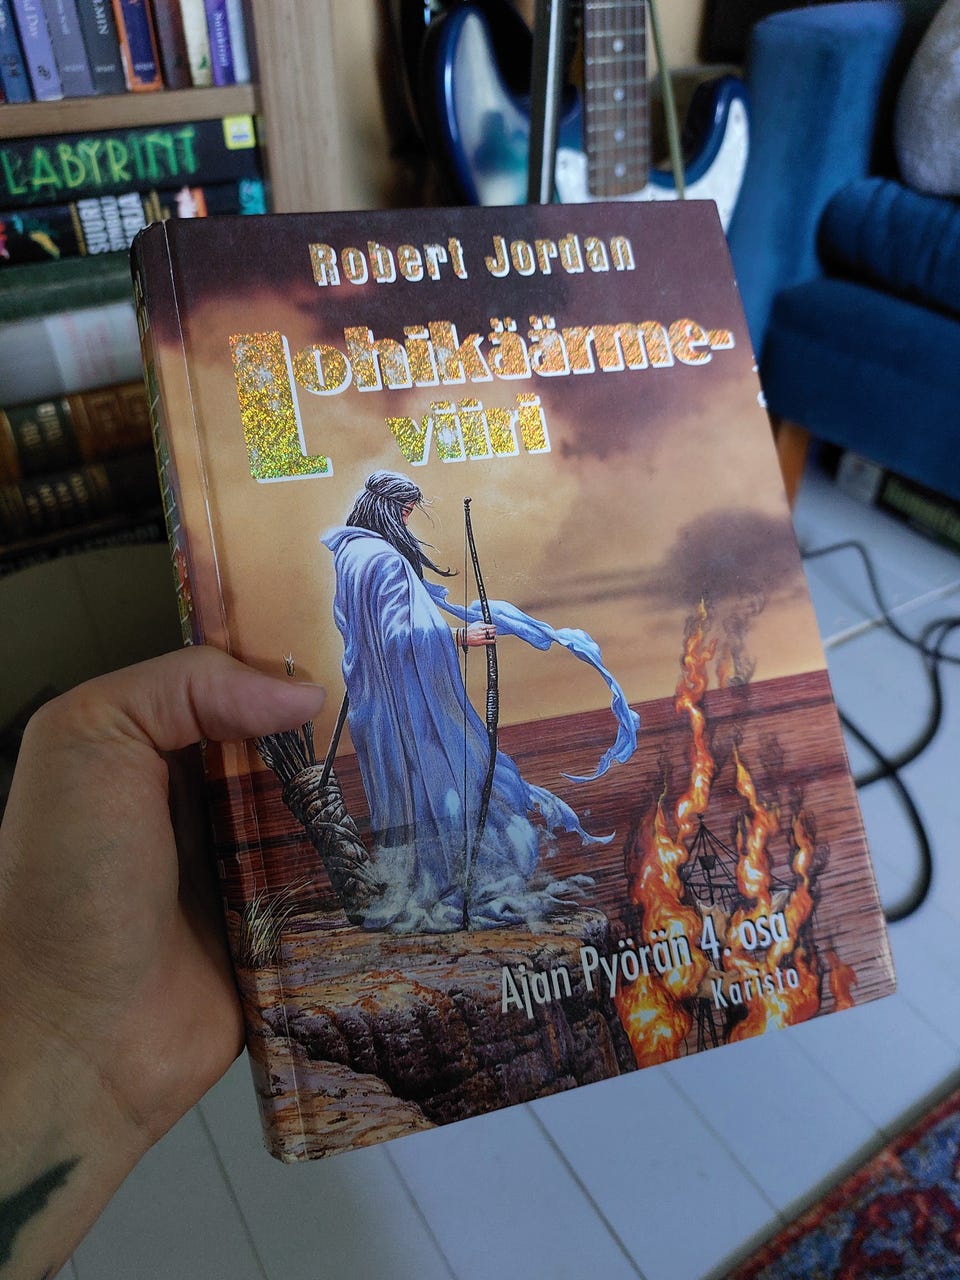 LABYRINT
Robert Jordan
Lohikäärme-
viiri
Ajan Pyörän 4. osa
Karisto